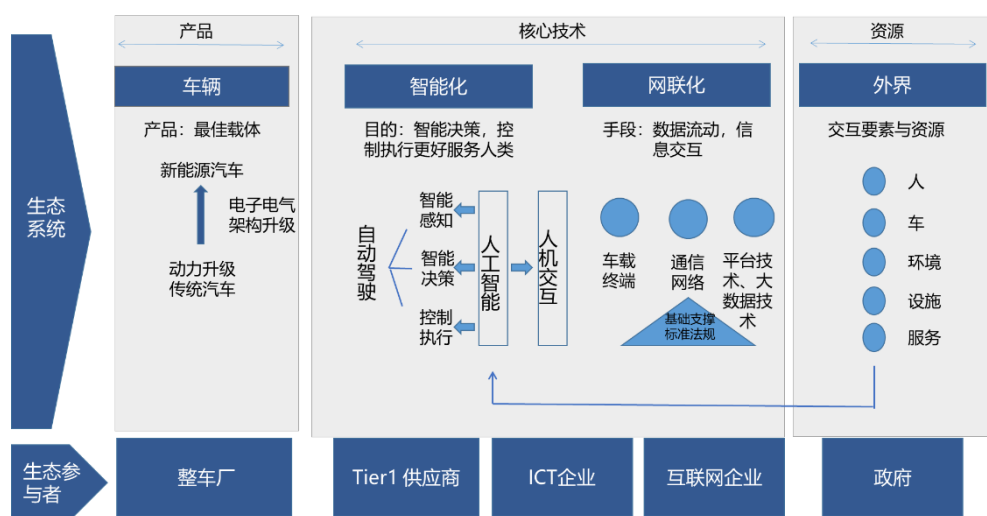 产品
核心技术
资源
生态
系统
车辆
智能化
网联化
外界
产品：最佳载体
新能源汽车
电子电气
架构升级
动力升级
传统汽车
目的：智能决策，控
制执行更好服务人类
自动驾驶
智能
感知
智能
决策
控制
执行
人工智能
人机交互
手段：数据流动，信
息交互
车载
终端
通信
网络
平台技
术、大
数据技
术
基础支撑
标准法规
交互要素与资源
人
车
环境
设施
服务
生态参
与者
整车厂
Tier1 供应商
ICT企业
互联网企业
政府